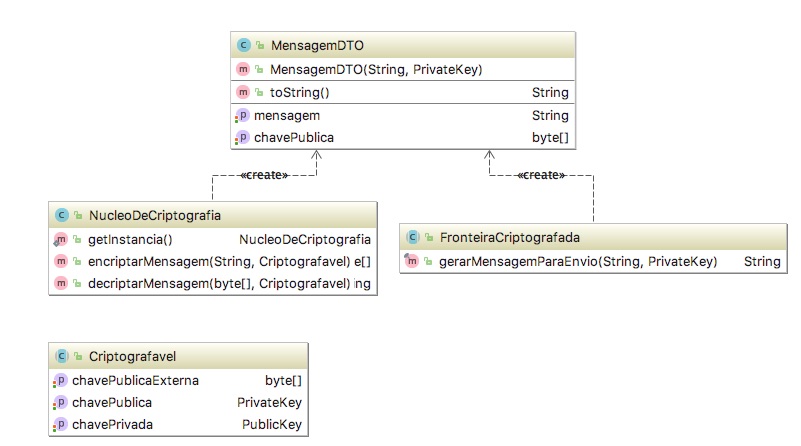 MensagemDTO
MensagemDTO(String, PrivateKey)
toString() String
mensagem String
chavePublica byte[]
«create»
«create»
NucleoDeCriptografia
getInstancia() NucleoDeCriptografia
encriptarMensagem(String, Criptografavel) e[]
decriptarMensagem(byte[], Criptografavel) ing
FronteiraCriptografada
gerarMensagemParaEnvio(String, PrivateKey) String
Criptografavel
chavePublicaExterna byte[]
chavePublica PrivateKey
chavePrivada PublicKey